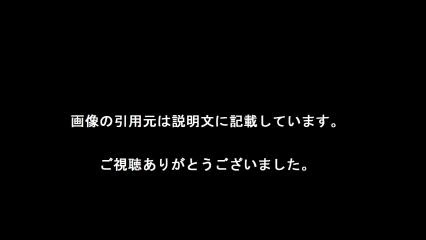 画像の引用元は説明文に記載しています。
ご視聴ありがとうございました。